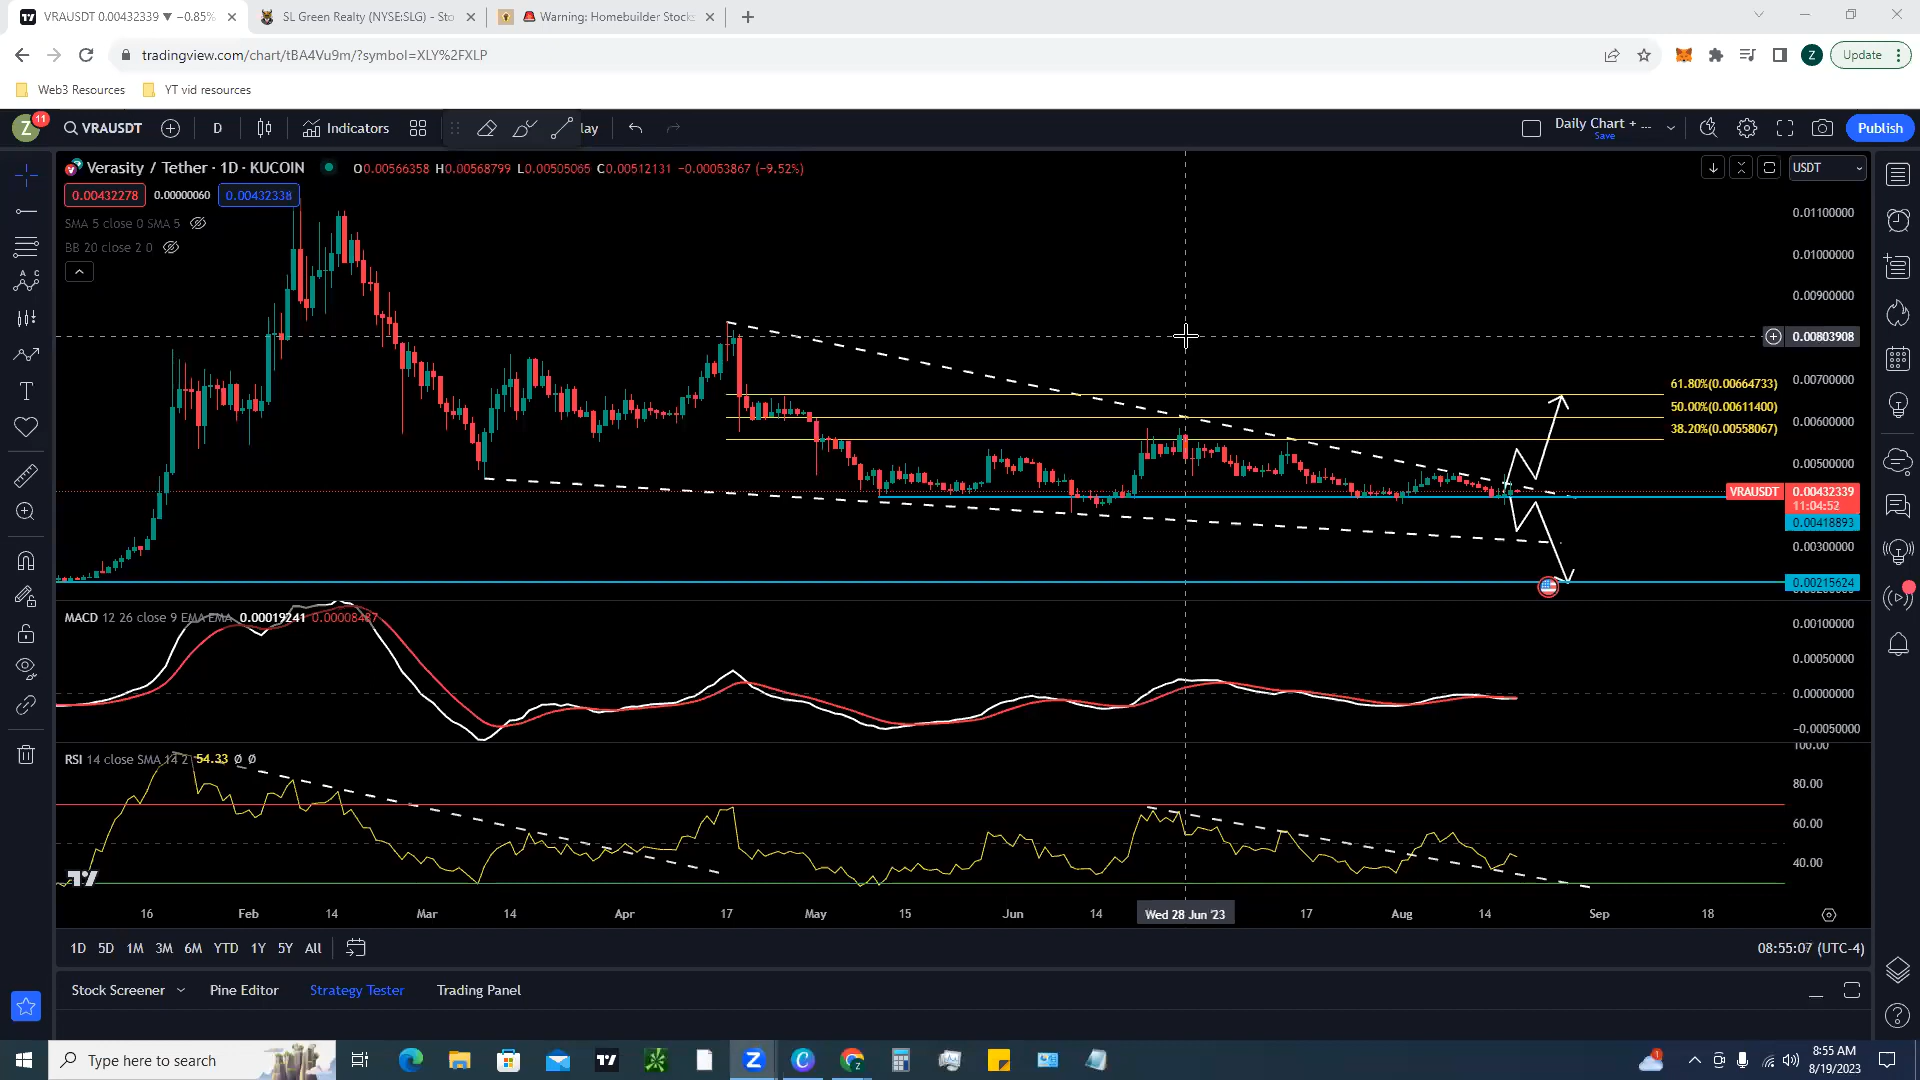 VRAUSDT 0.00432339 ▼ −0.85%
SL Green Realty (NYSE:SLG) - Sto
Warning: Homebuilder Stocks
tradingview.com/chart/tBA4Vu9m/?symbol=XLY%2FXLP
Z
Update
Web3 Resources
YT vid resources
Z
11
VRAUSDT
D
Indicators
lay
Daily Chart + ...
Save
Publish
Verasity / Tether · 1D · KUCOIN
O0.00566358 H0.00568799 L0.00505065 C0.00512131 −0.00053867 (−9.52%)
USDT
0.00432278
0.00000060
0.00432338
SMA 5 close 0 SMA 5
BB 20 close 2 0
0.01100000
0.01000000
0.00900000
0.00803908
0.00700000
0.00600000
0.00500000
61.80%(0.00664733)
50.00%(0.00611400)
38.20%(0.00558067)
VRAUSDT
0.00432339
11:04:52
0.00418893
0.00300000
0.00215624
MACD 12 26 close 9 EMA EMA 0.00019241 0.00008487
0.00100000
0.00050000
0.00000000
−0.00050000
RSI 14 close SMA 14 2 54.33 Ø Ø
100.00
80.00
60.00
40.00
16
Feb
14
Mar
14
Apr
17
May
15
Jun
14
Wed 28 Jun '23
17
Aug
14
Sep
18
1D 5D 1M 3M 6M YTD 1Y 5Y All
08:55:07 (UTC-4)
Stock Screener
Pine Editor
Strategy Tester
Trading Panel
Type here to search
8:55 AM
8/19/2023